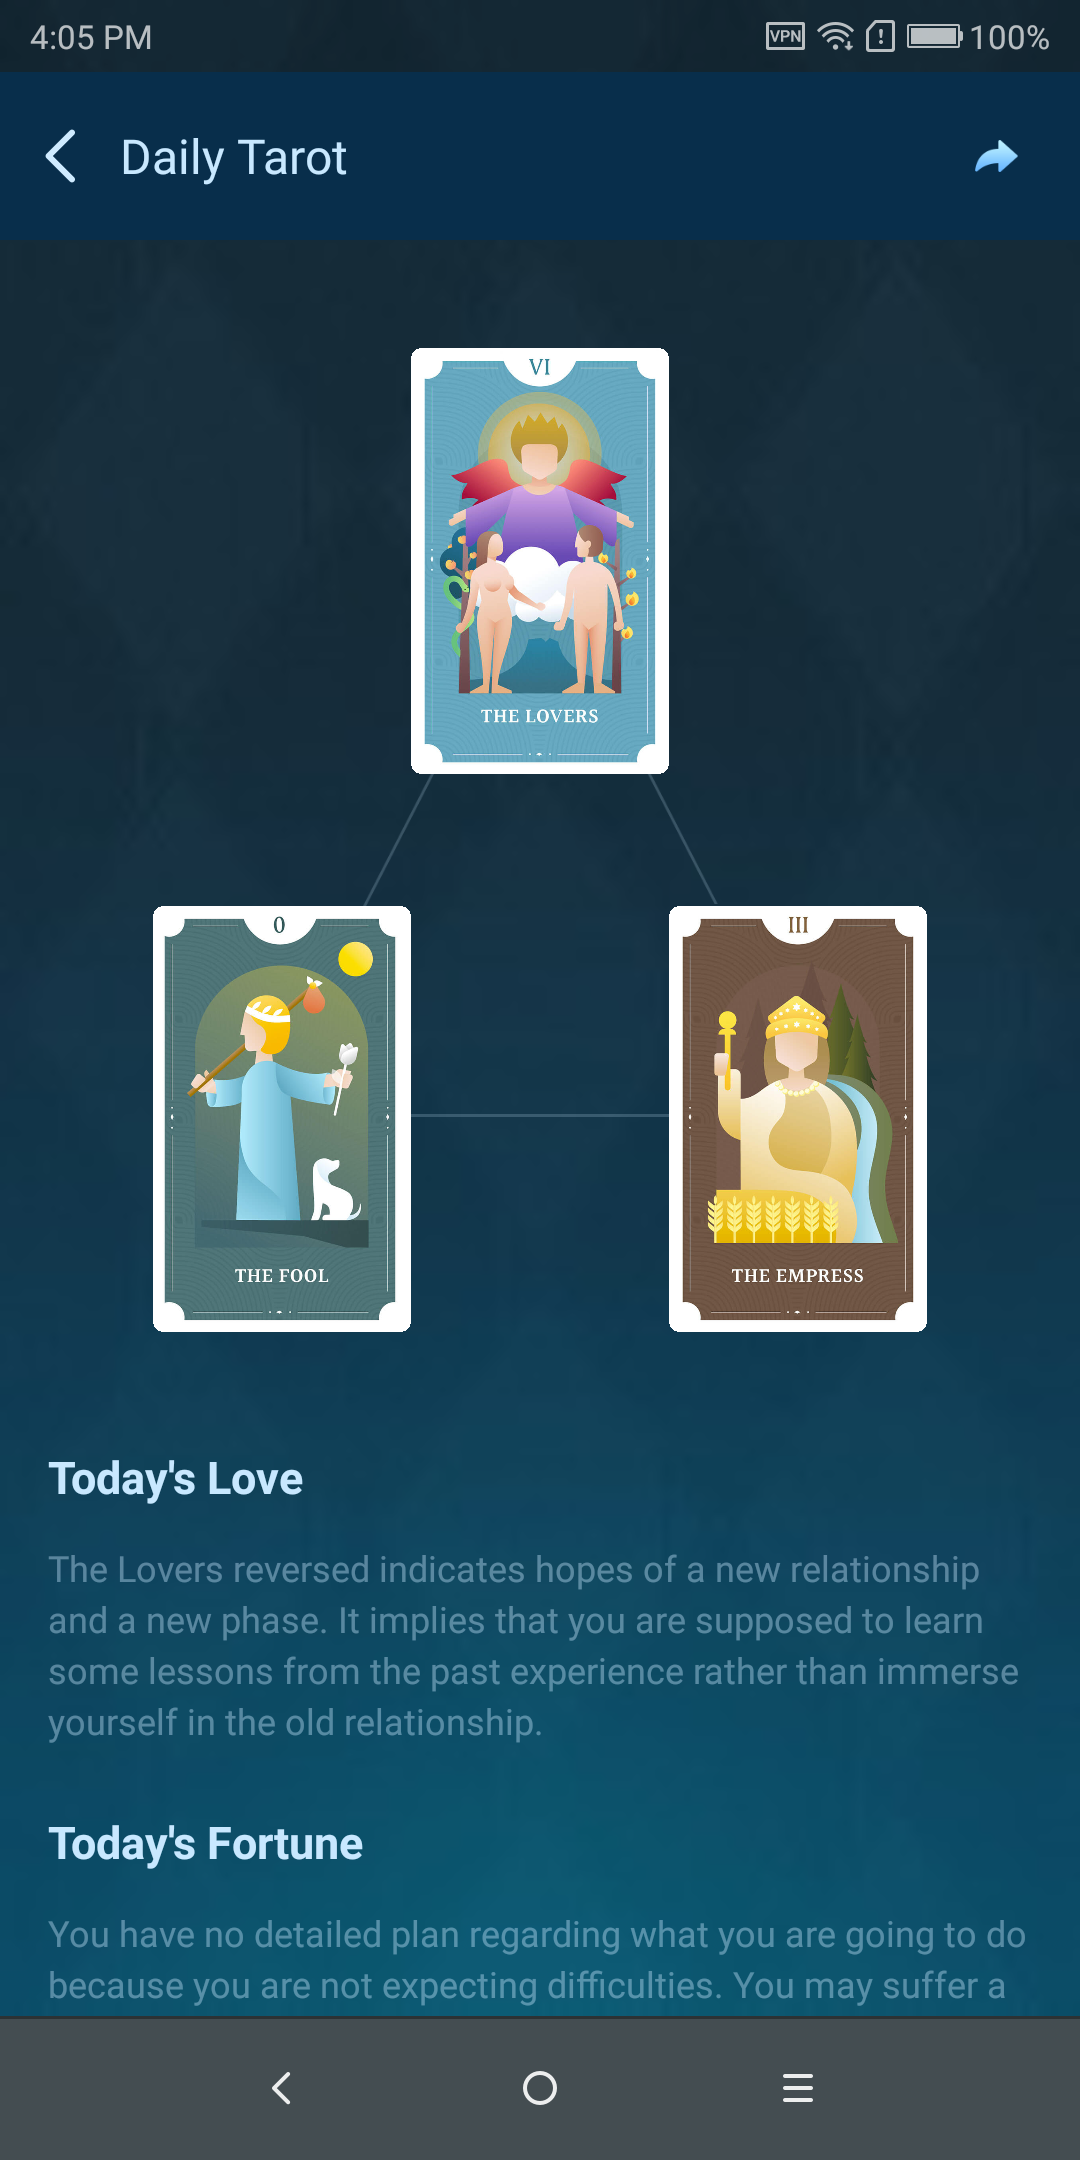 4:05 PM
VPN
100%
Daily Tarot
VI
THE LOVERS
0
THE FOOL
III
THE EMPRESS
Today's Love
The Lovers reversed indicates hopes of a new relationship
and a new phase. It implies that you are supposed to learn
some lessons from the past experience rather than immerse
yourself in the old relationship.
Today's Fortune
You have no detailed plan regarding what you are going to do
because you are not expecting difficulties. You may suffer a